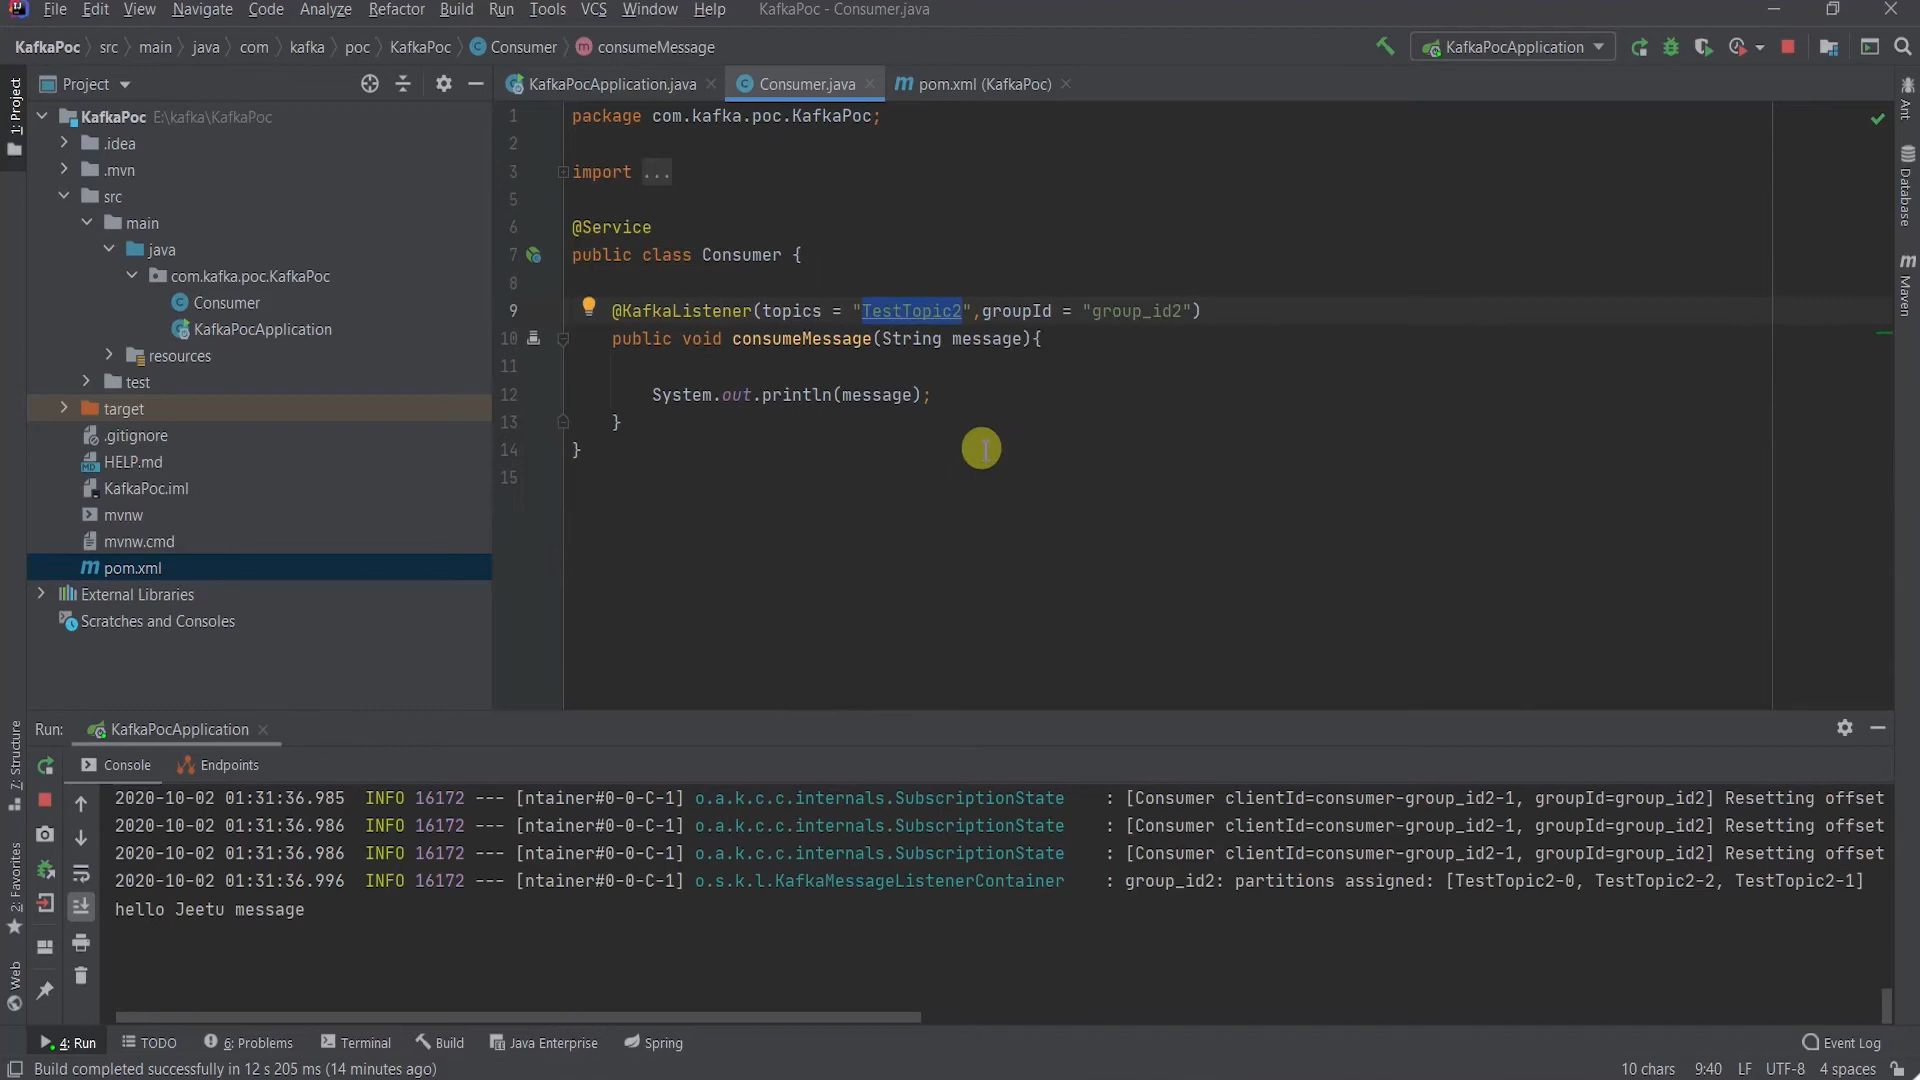 File Edit View Navigate Code Analyze Refactor Build Run Tools VCS Window Help KafkaPoc - Consumer.java
KafkaPoc src main java com kafka poc KafkaPoc Consumer consumeMessage KafkaPocApplication
Project KafkaPocApplication.java Consumer.java pom.xml (KafkaPoc)
1: Project
KafkaPoc E:\kafka\KafkaPoc
.idea
.mvn
src
main
java
com.kafka.poc.KafkaPoc
Consumer
KafkaPocApplication
resources
test
target
.gitignore
HELP.md
KafkaPoc.iml
mvnw
mvnw.cmd
pom.xml
External Libraries
Scratches and Consoles
1 package com.kafka.poc.KafkaPoc;
2
3 import ...
5
6 @Service
7 public class Consumer {
8
9 @KafkaListener(topics = "TestTopic2",groupId = "group_id2")
10 public void consumeMessage(String message){
11
12 System.out.println(message);
13 }
14 }
15
Ant
Database
Maven
7: Structure
2: Favorites
Web
Run: KafkaPocApplication
Console Endpoints
2020-10-02 01:31:36.985 INFO 16172 --- [ntainer#0-0-C-1] o.a.k.c.c.internals.SubscriptionState : [Consumer clientId=consumer-group_id2-1, groupId=group_id2] Resetting offset
2020-10-02 01:31:36.986 INFO 16172 --- [ntainer#0-0-C-1] o.a.k.c.c.internals.SubscriptionState : [Consumer clientId=consumer-group_id2-1, groupId=group_id2] Resetting offset
2020-10-02 01:31:36.986 INFO 16172 --- [ntainer#0-0-C-1] o.a.k.c.c.internals.SubscriptionState : [Consumer clientId=consumer-group_id2-1, groupId=group_id2] Resetting offset
2020-10-02 01:31:36.996 INFO 16172 --- [ntainer#0-0-C-1] o.s.k.l.KafkaMessageListenerContainer : group_id2: partitions assigned: [TestTopic2-0, TestTopic2-2, TestTopic2-1]
hello Jeetu message
4: Run TODO 6: Problems Terminal Build Java Enterprise Spring Event Log
Build completed successfully in 12 s 205 ms (14 minutes ago) 10 chars 9:40 LF UTF-8 4 spaces